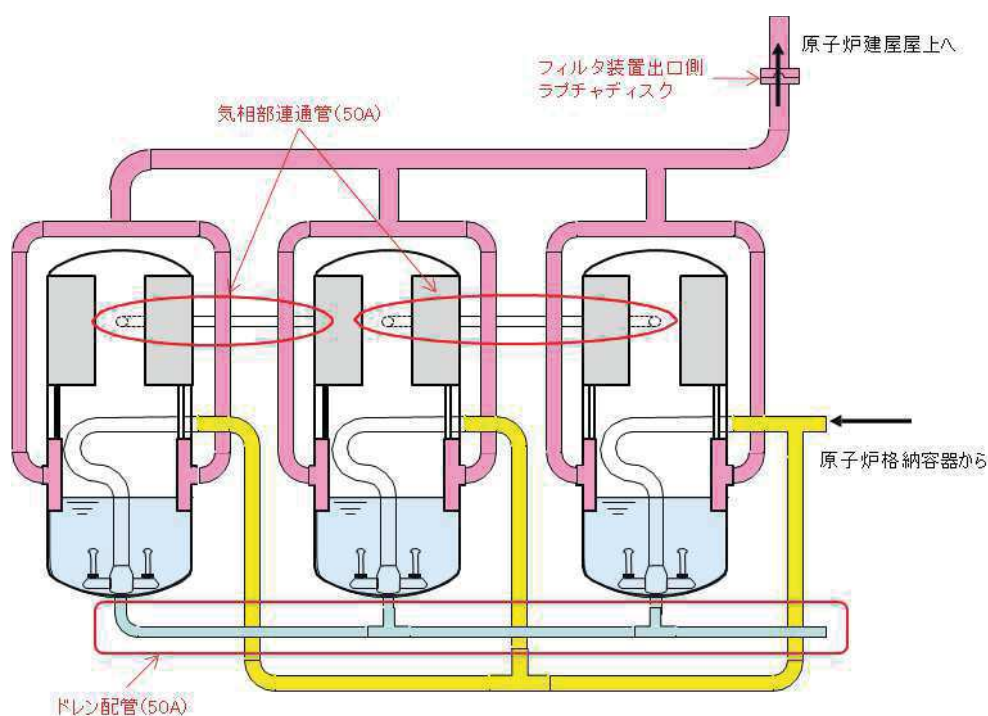 原子炉建屋屋上へ
フィルタ装置出口側
ラプチャディスク
気相部連通管(50A)
原子炉格納容器から
ドレン配管(50A)